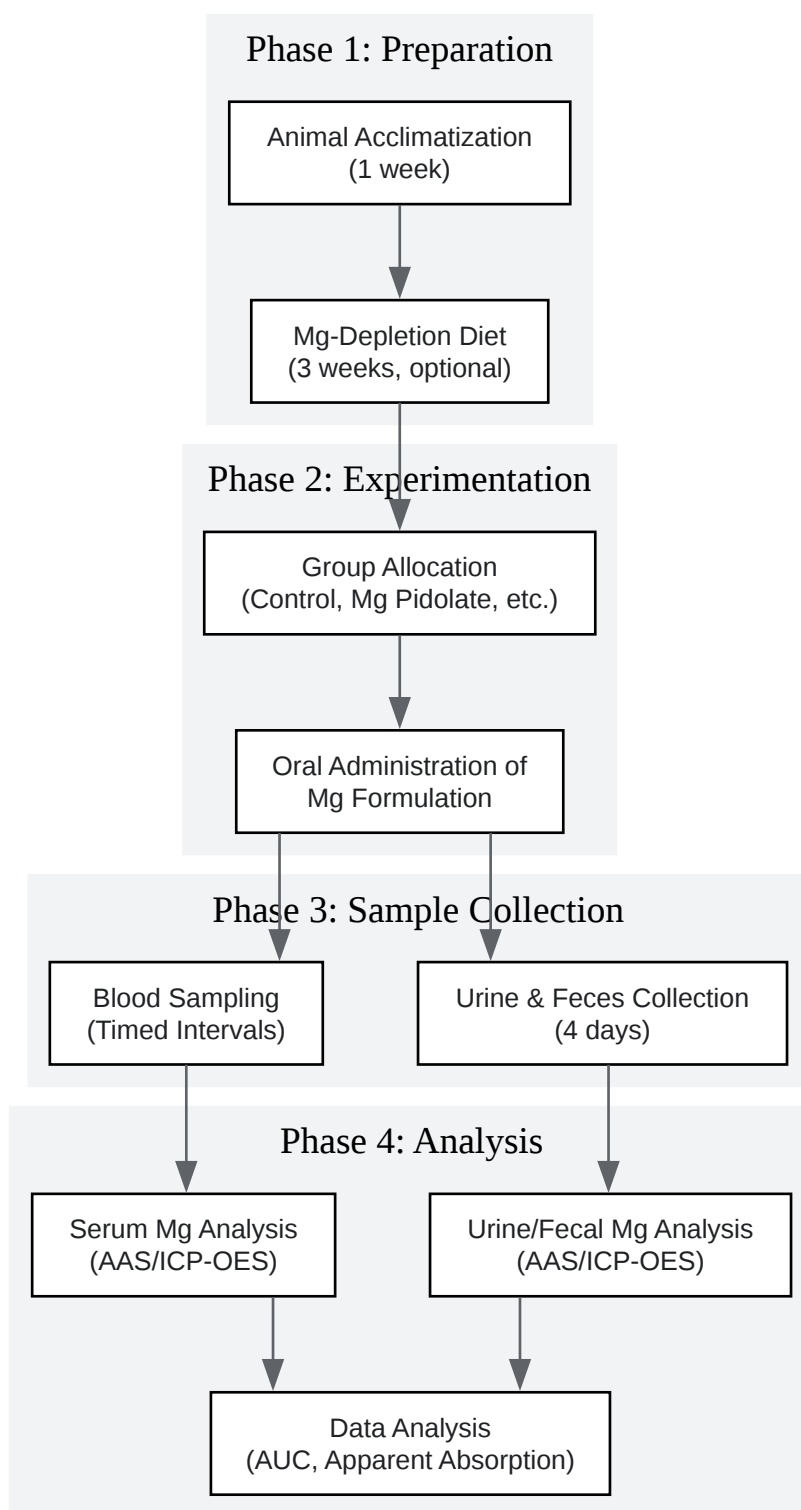 Phase 1: Preparation
Animal Acclimatization
(1 week)
Mg-Depletion Diet
(3 weeks, optional)
Phase 2: Experimentation
Group Allocation
(Control, Mg Pidolate, etc.)
Oral Administration of
Mg Formulation
Phase 3: Sample Collection
Blood Sampling
(Timed Intervals)
Urine & Feces Collection
(4 days)
Phase 4: Analysis
Serum Mg Analysis
(AAS/ICP-OES)
Urine/Fecal Mg Analysis
(AAS/ICP-OES)
Data Analysis
(AUC, Apparent Absorption)